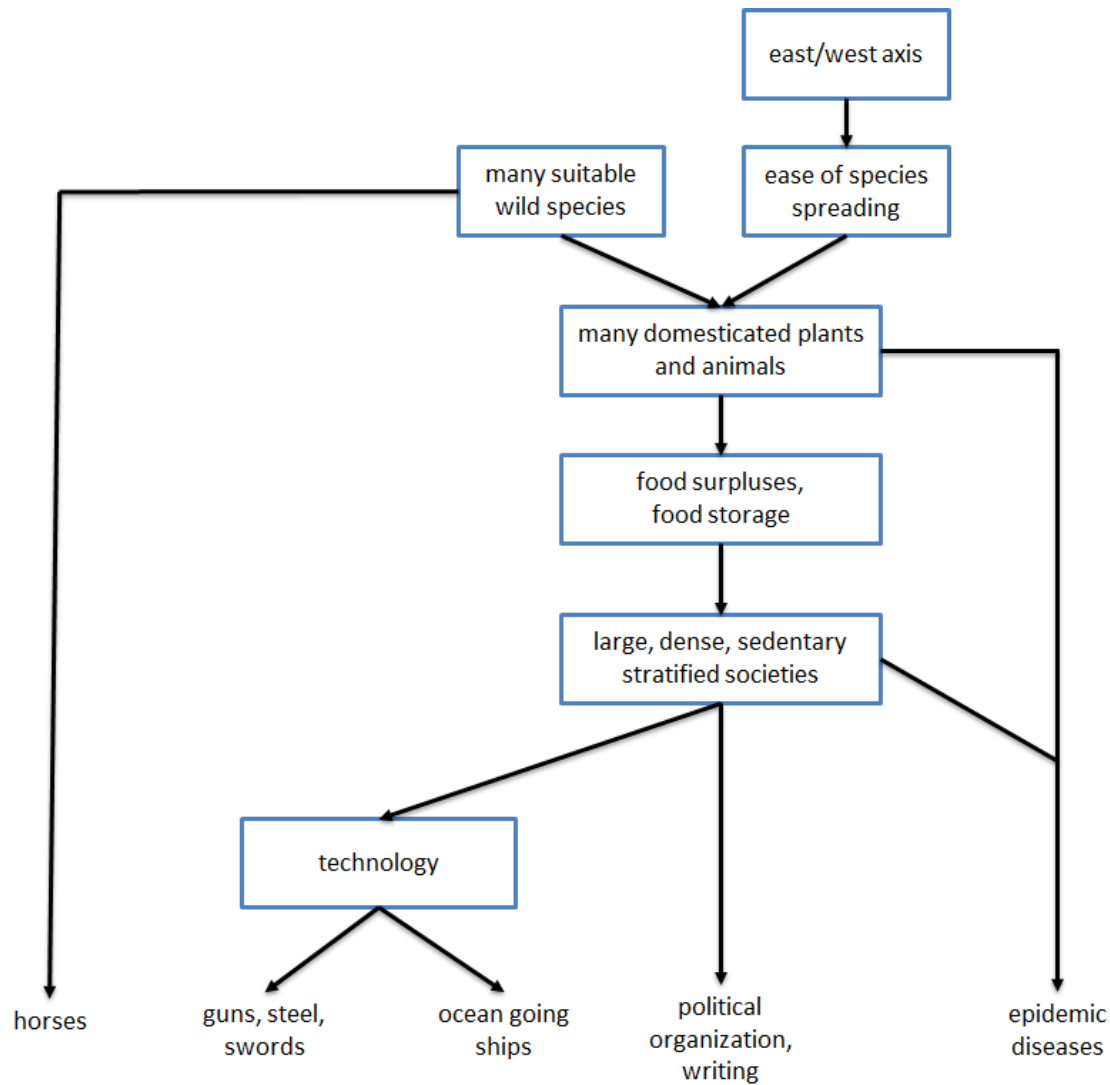 east/west axis
many suitable
wild species
ease of species
spreading
many domesticated plants
and animals
food surpluses,
food storage
large, dense, sedentary
stratified societies
technology
horses
guns, steel,
swords
ocean going
ships
political
organization,
writing
epidemic
diseases